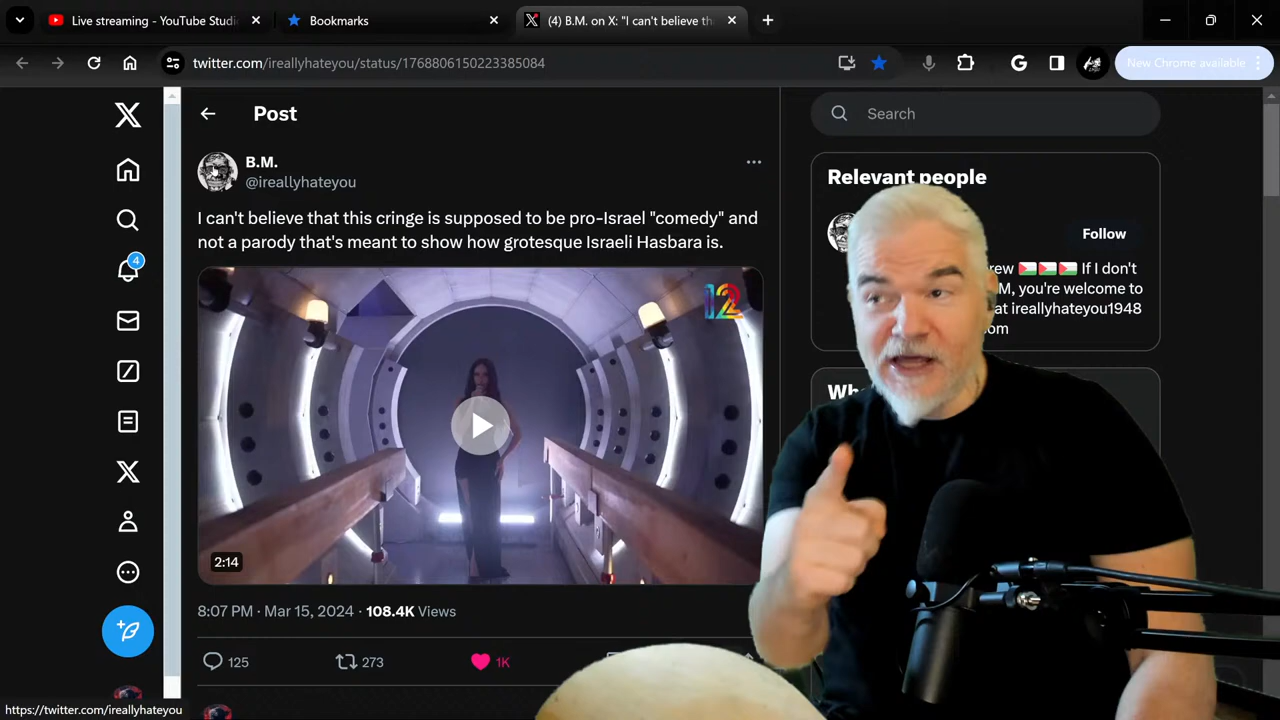 Live streaming - YouTube Studi
Bookmarks
(4) B.M. on X: "I can't believe th
twitter.com/ireallyhateyou/status/1768806150223385084
New Chrome available
Post
Search
B.M.
@ireallyhateyou
I can't believe that this cringe is supposed to be pro-Israel "comedy" and
not a parody that's meant to show how grotesque Israeli Hasbara is.
12
2:14
8:07 PM · Mar 15, 2024 · 108.4K Views
125
273
1K
4
Relevant people
Follow
rew 🇵🇸🇵🇸🇵🇸 If I don't
M, you're welcome to
at ireallyhateyou1948
om
Wh
https://twitter.com/ireallyhateyou